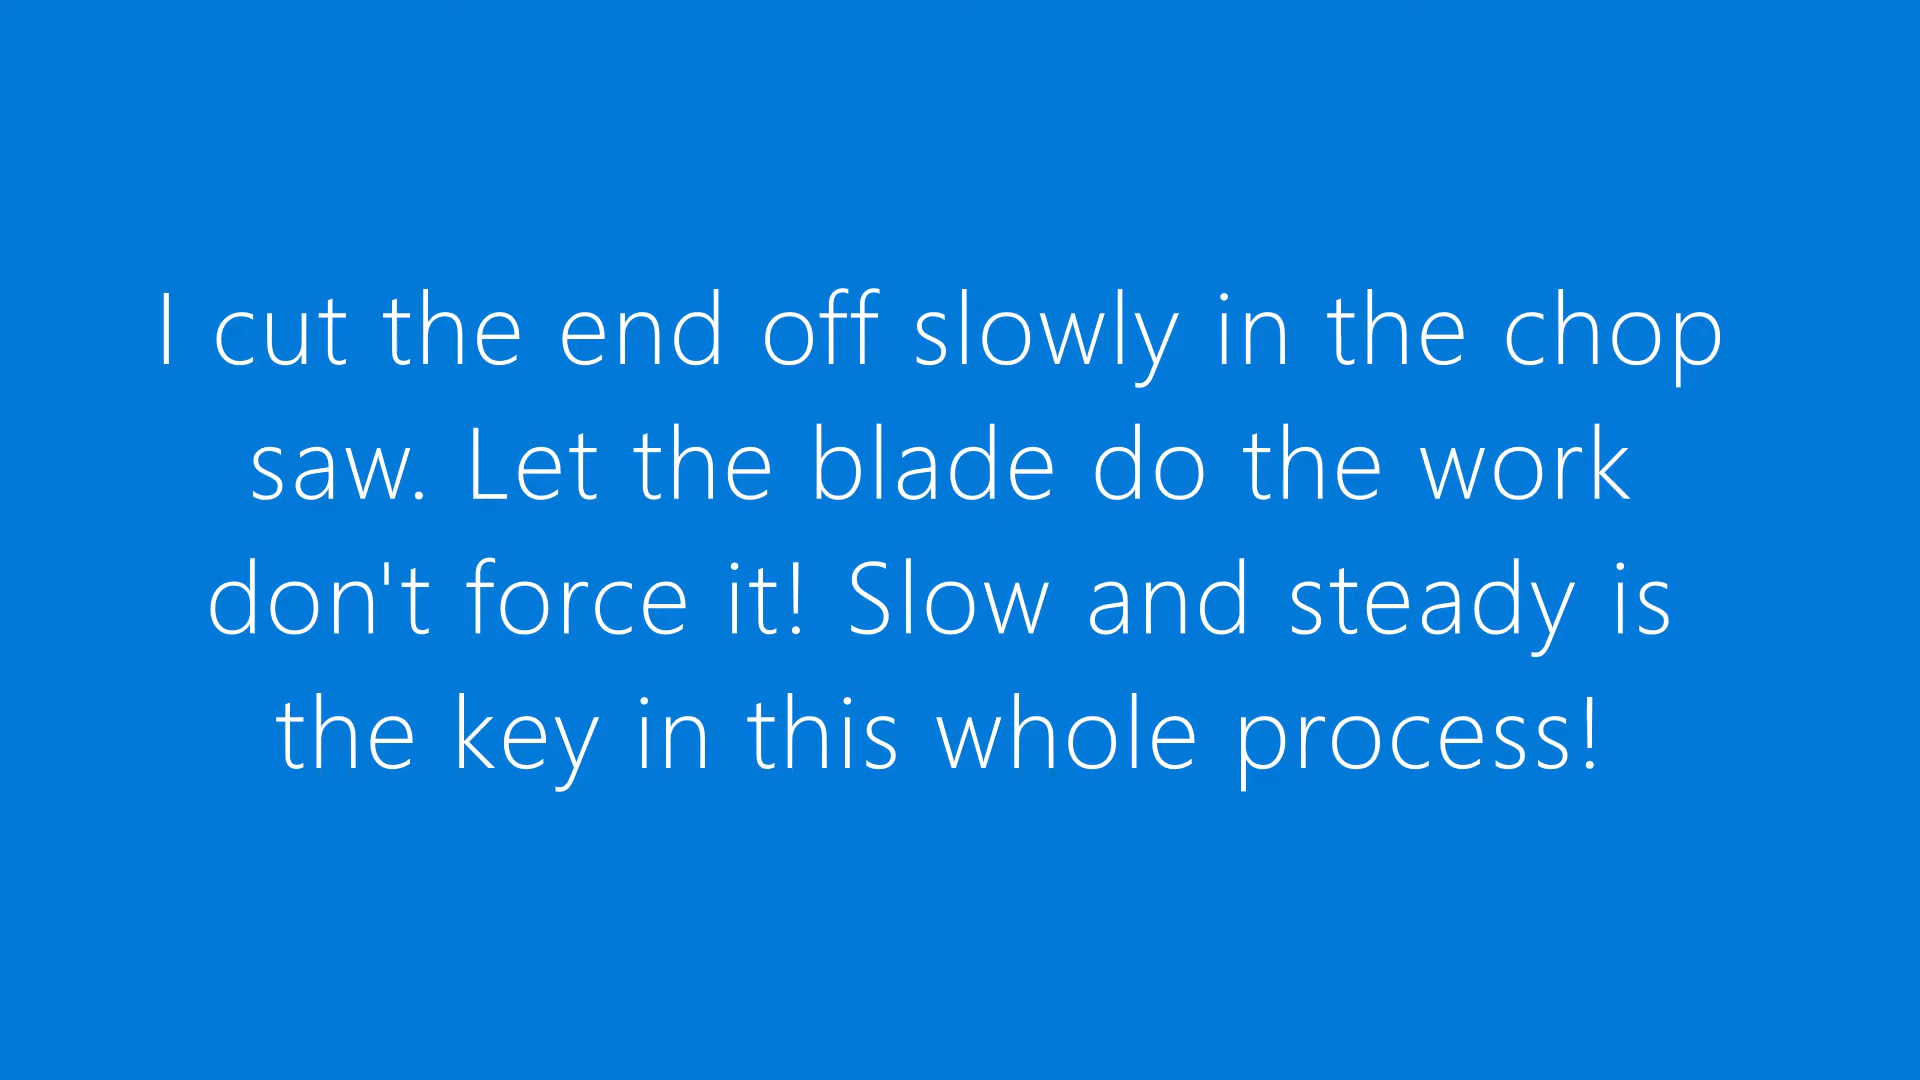 I cut the end off slowly in the chop
saw. Let the blade do the work
don't force it! Slow and steady is
the key in this whole process!